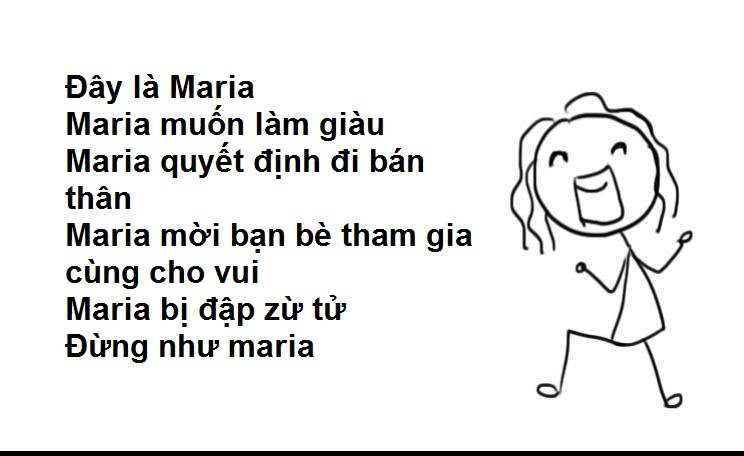 Đây là Maria
Maria muốn làm giàu
Maria quyết định đi bán
thân
Maria mời bạn bè tham gia
cùng cho vui
Maria bị đập zừ tử
Đừng như maria